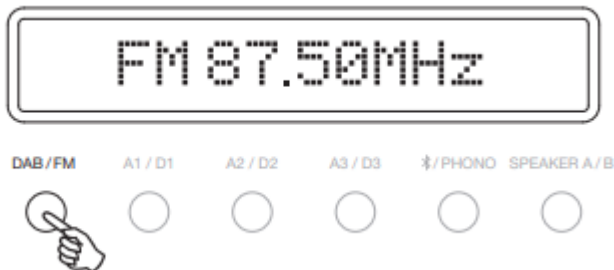 FM 87.50MHz
DAB/FM A1 / D1 A2 / D2 A3 / D3 ᛒ/PHONO SPEAKER A / B